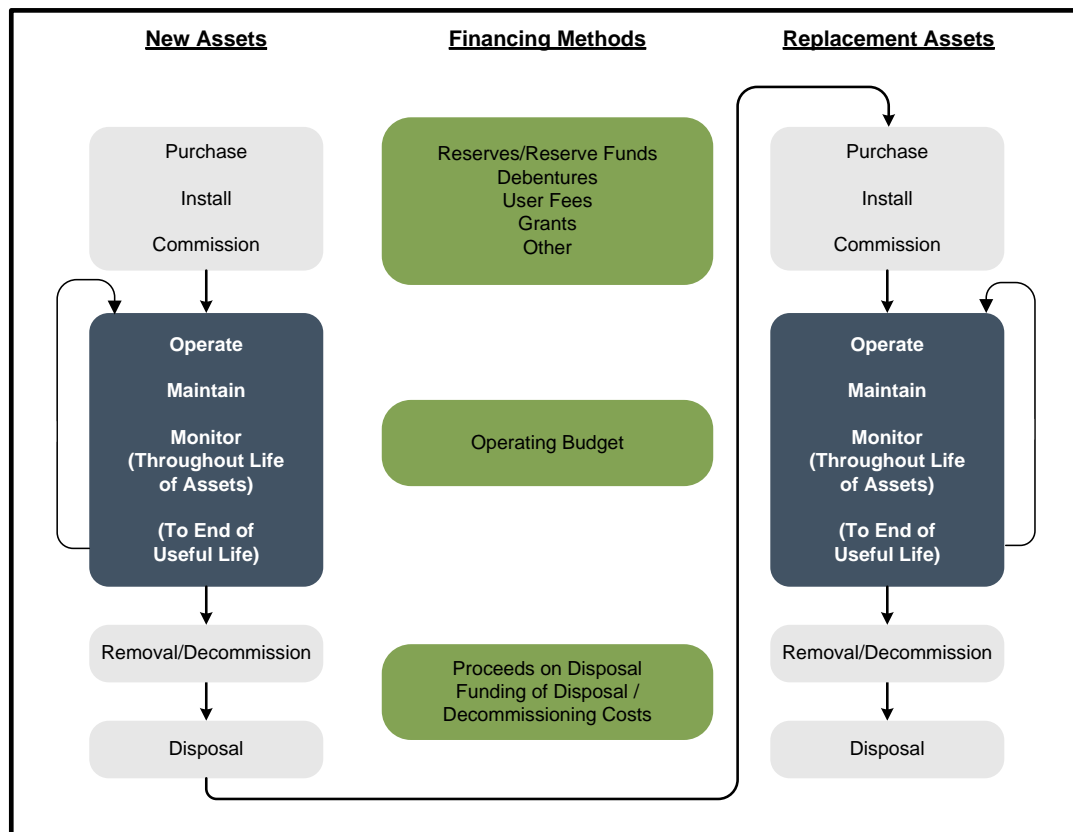 New Assets
Financing Methods
Replacement Assets
Purchase
Install
Commission
Operate
Maintain
Monitor
(Throughout Life
of Assets)
(To End of
Useful Life)
Removal/Decommission
Disposal
Reserves/Reserve Funds
Debentures
User Fees
Grants
Other
Operating Budget
Proceeds on Disposal
Funding of Disposal /
Decommissioning Costs
Purchase
Install
Commission
Operate
Maintain
Monitor
(Throughout Life
of Assets)
(To End of
Useful Life)
Removal/Decommission
Disposal